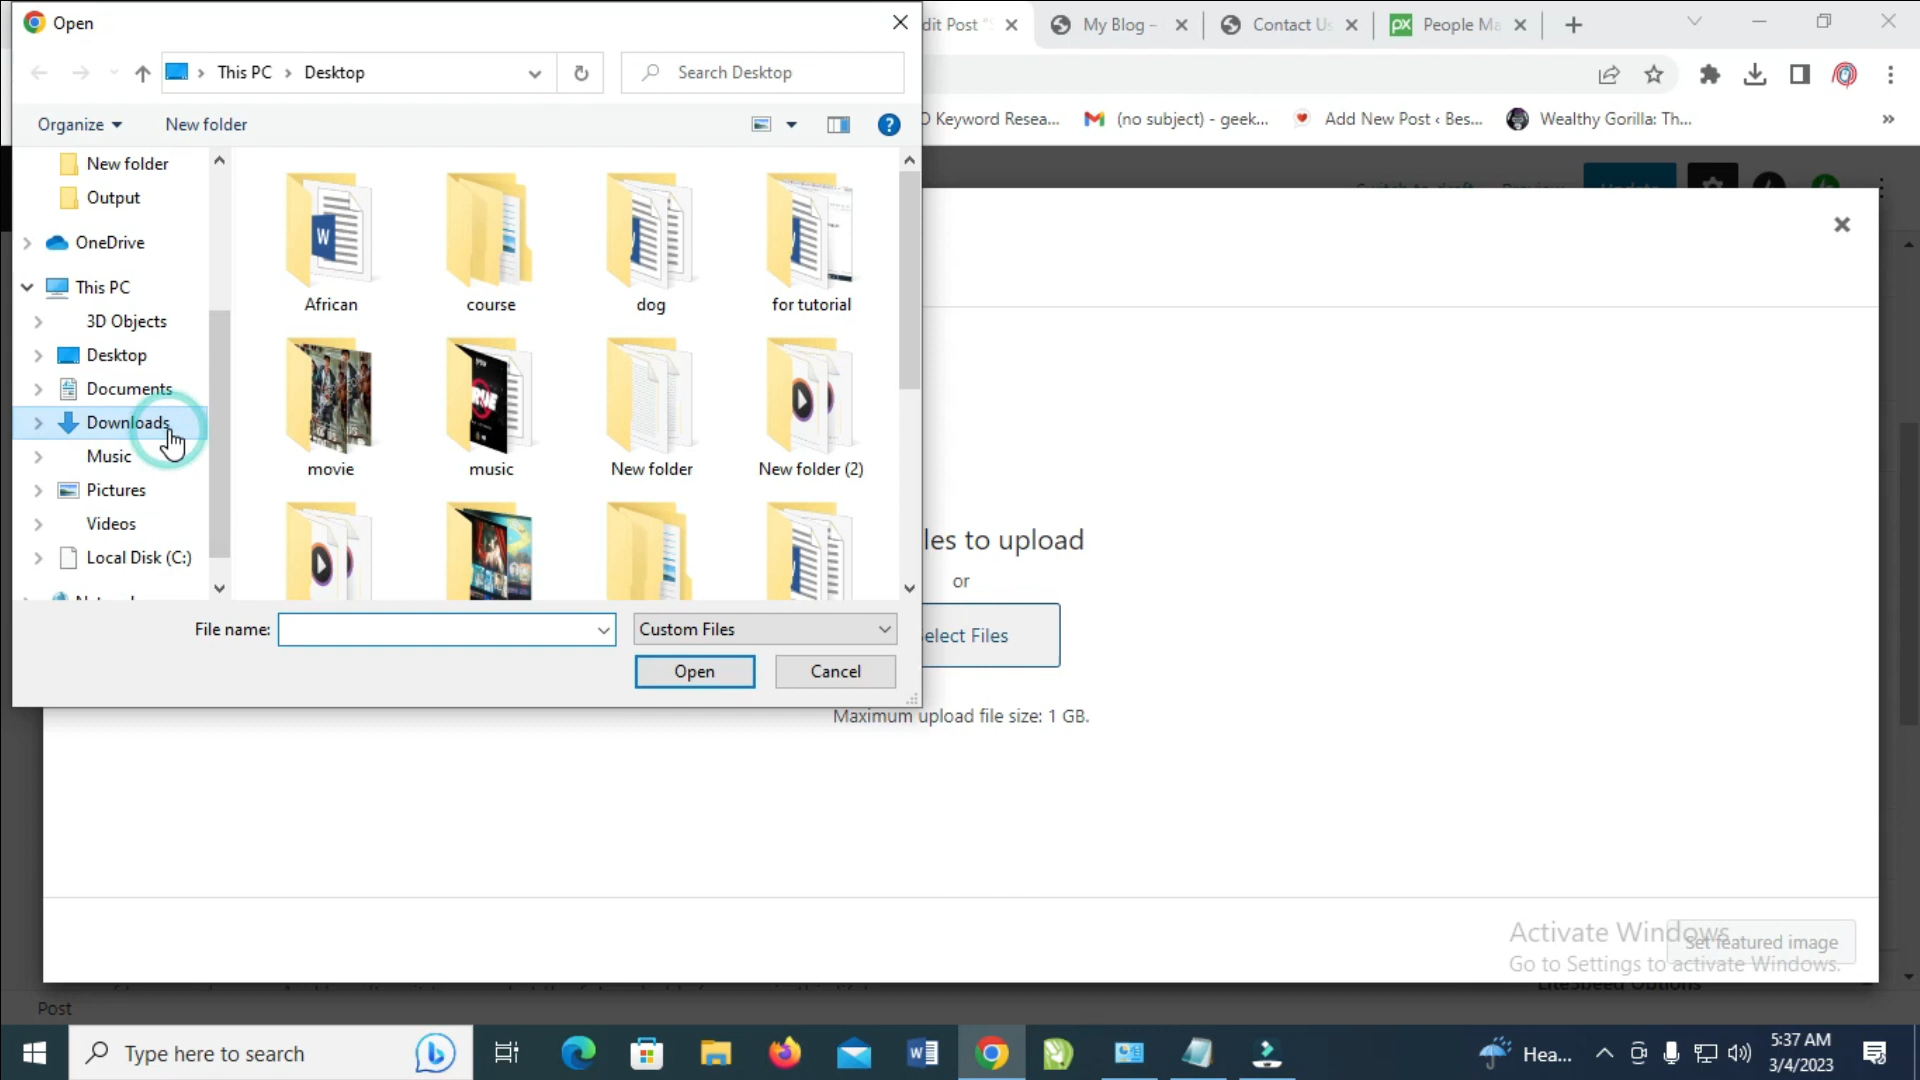 Open
dit Post "
My Blog –
Contact Us
People Ma
This PC
Desktop
Search Desktop
Organize
New folder
O Keyword Resea...
(no subject) - geek...
Add New Post ‹ Bes...
Wealthy Gorilla: Th...
»
New folder
Output
OneDrive
This PC
3D Objects
Desktop
Documents
Downloads
Music
Pictures
Videos
Local Disk (C:)
African
course
dog
for tutorial
movie
music
New folder
New folder (2)
File name:
Custom Files
Open
Cancel
les to upload
or
elect Files
Maximum upload file size: 1 GB.
Set featured image
Activate Windows
Go to Settings to activate Windows.
LiteSpeed Options
Post
Type here to search
Hea...
5:37 AM
3/4/2023